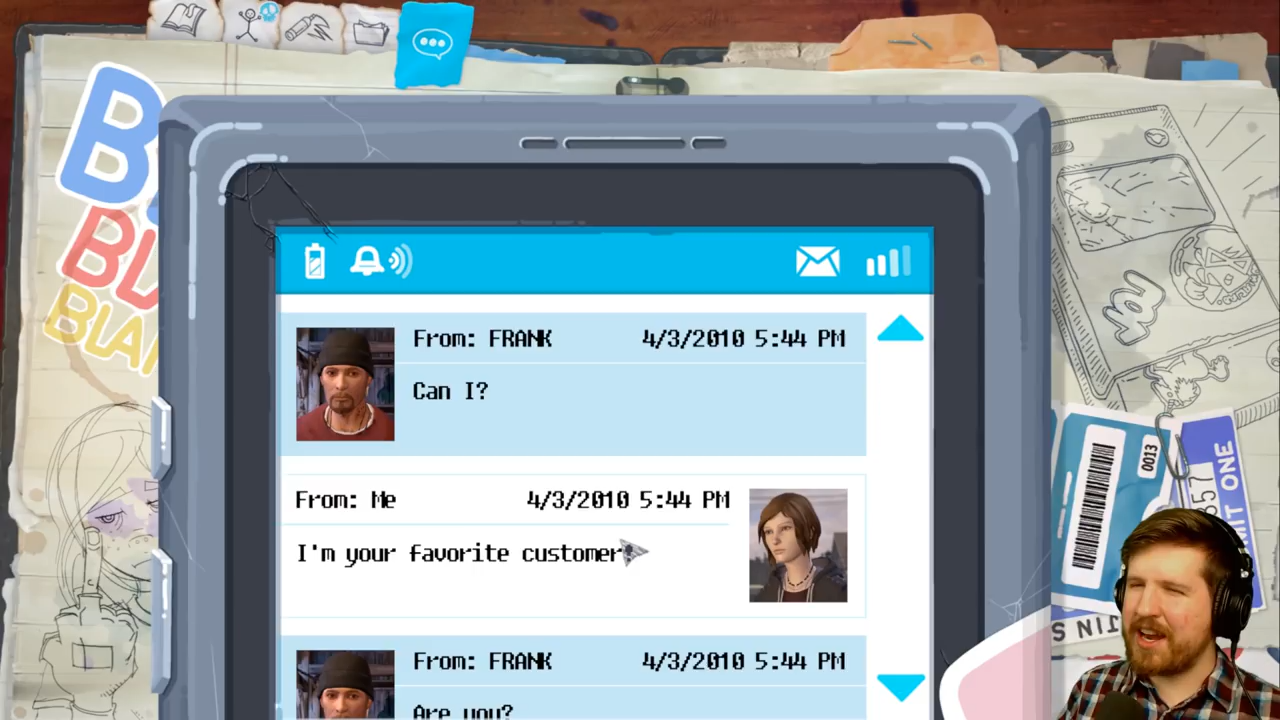 From: FRANK 4/3/2010 5:44 PM
Can I?
From: Me 4/3/2010 5:44 PM
I'm your favorite customer
From: FRANK 4/3/2010 5:44 PM
Are you?
0013